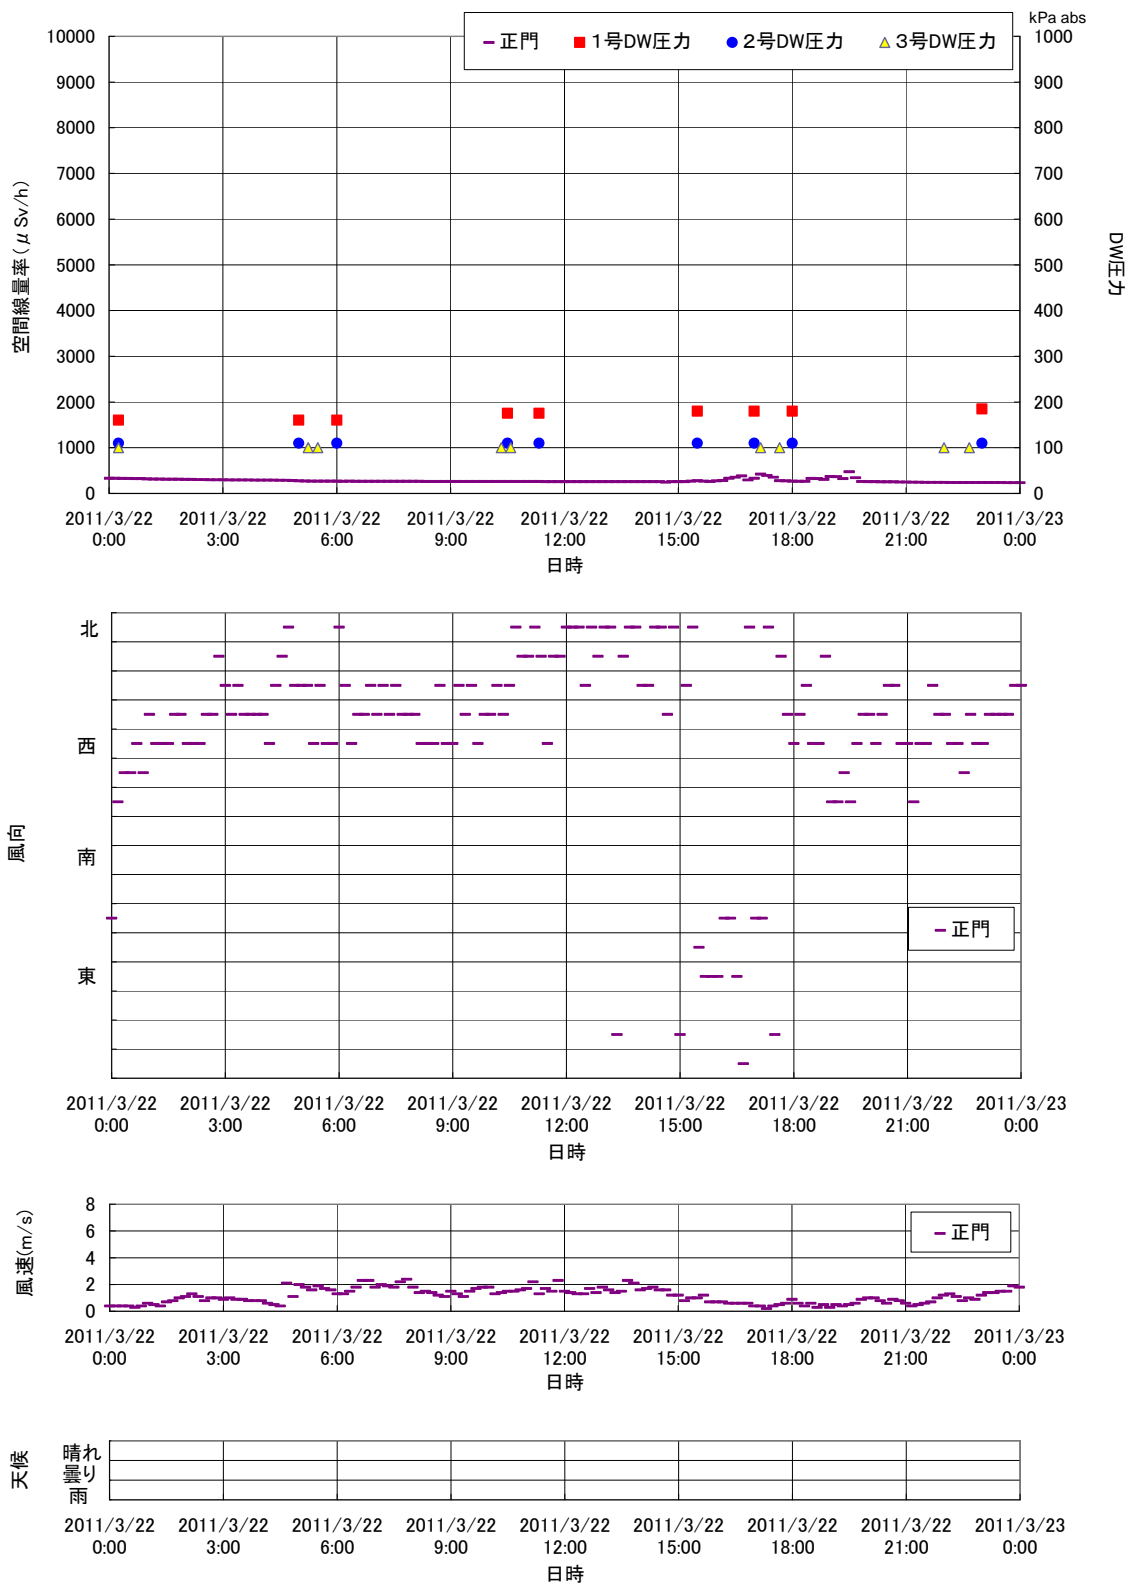 kPa abs
正門 1号DW圧力 2号DW圧力 3号DW圧力
10000 1000
9000 900
8000 800
7000 700
6000 600
5000 500
4000 400
3000 300
2000 200
1000 100
0 0
空間線量率(μSv/h)
DW圧力
2011/3/22 2011/3/22 2011/3/22 2011/3/22 2011/3/22 2011/3/22 2011/3/22 2011/3/22 2011/3/23
0:00 3:00 6:00 9:00 12:00 15:00 18:00 21:00 0:00
日時
北
西
南
東
風向
正門
2011/3/22 2011/3/22 2011/3/22 2011/3/22 2011/3/22 2011/3/22 2011/3/22 2011/3/22 2011/3/23
0:00 3:00 6:00 9:00 12:00 15:00 18:00 21:00 0:00
日時
8
6
4
2
0
風速(m/s)
正門
2011/3/22 2011/3/22 2011/3/22 2011/3/22 2011/3/22 2011/3/22 2011/3/22 2011/3/22 2011/3/23
0:00 3:00 6:00 9:00 12:00 15:00 18:00 21:00 0:00
日時
天候
晴れ
曇り
雨
2011/3/22 2011/3/22 2011/3/22 2011/3/22 2011/3/22 2011/3/22 2011/3/22 2011/3/22 2011/3/23
0:00 3:00 6:00 9:00 12:00 15:00 18:00 21:00 0:00
日時